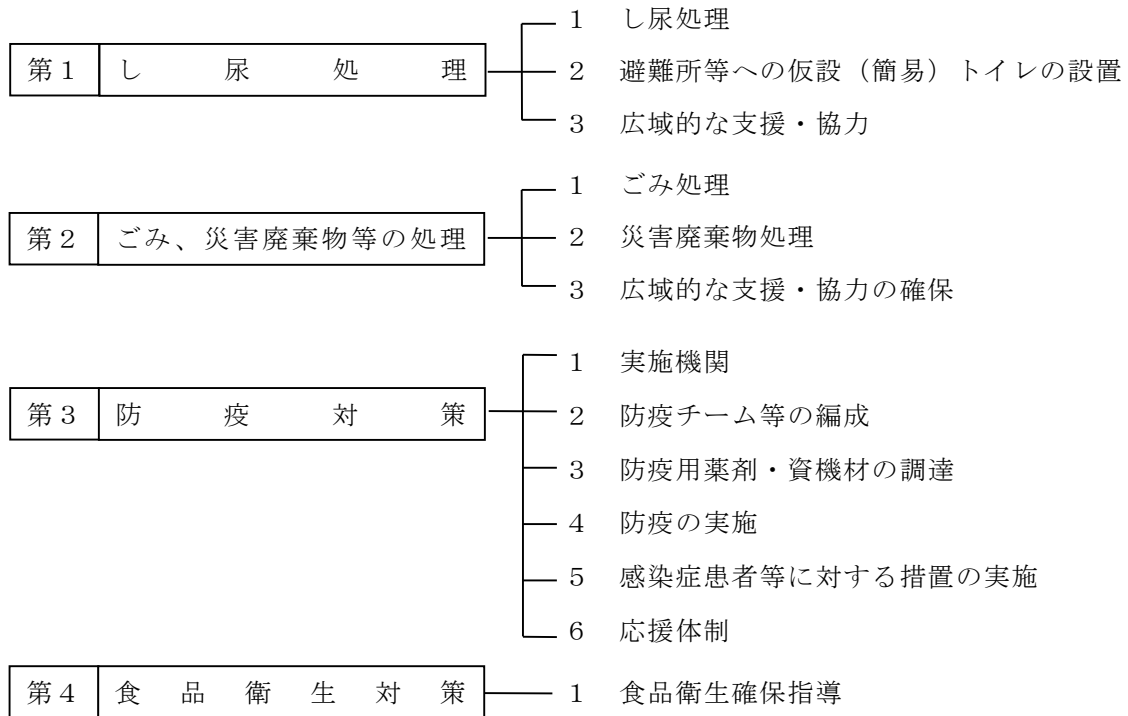 1 し尿処理
第１ し尿処理
2 避難所等への仮設（簡易）トイレの設置
3 広域的な支援・協力
1 ごみ処理
第２ ごみ、災害廃棄物等の処理
2 災害廃棄物処理
3 広域的な支援・協力の確保
1 実施機関
第３ 防疫対策
2 防疫チーム等の編成
3 防疫用薬剤・資機材の調達
4 防疫の実施
5 感染症患者等に対する措置の実施
6 応援体制
第４ 食品衛生対策
1 食品衛生確保指導